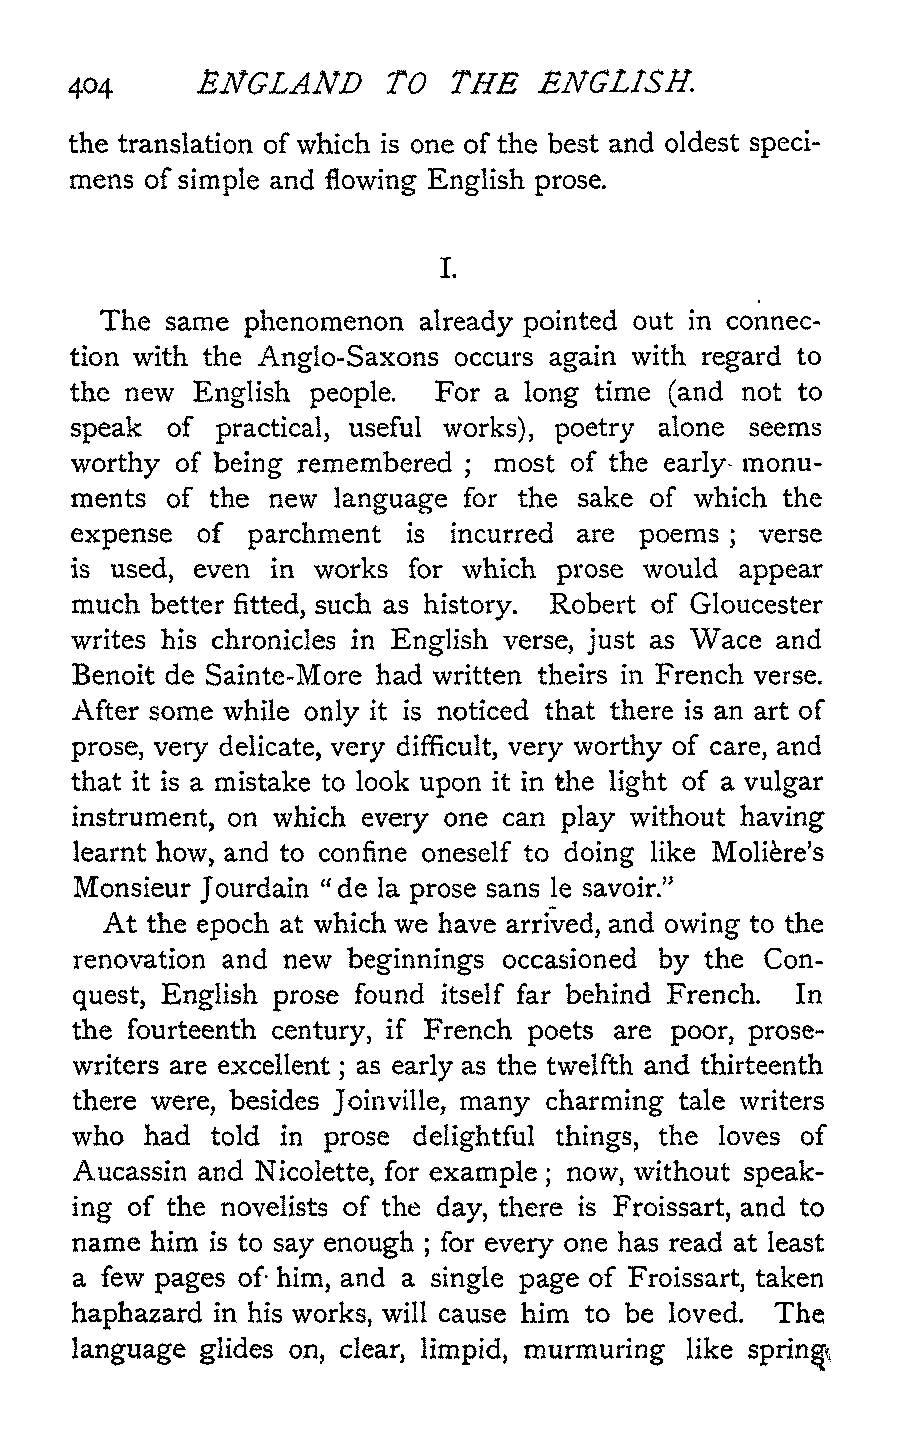 404 ENGLAND TO THE ENGLISH.
the translation of which is one of the best and oldest speci-
mens of simple and flowing English prose.
I.
The same phenomenon already pointed out in connec-
tion with the Anglo-Saxons occurs again with regard to
the new English people. For a long time (and not to
speak of practical, useful works), poetry alone seems
worthy of being remembered ; most of the early monu-
ments of the new language for the sake of which the
expense of parchment is incurred are poems ; verse
is used, even in works for which prose would appear
much better fitted, such as history. Robert of Gloucester
writes his chronicles in English verse, just as Wace and
Benoit de Sainte-More had written theirs in French verse.
After some while only it is noticed that there is an art of
prose, very delicate, very difficult, very worthy of care, and
that it is a mistake to look upon it in the light of a vulgar
instrument, on which every one can play without having
learnt how, and to confine oneself to doing like Molière's
Monsieur Jourdain "de la prose sans le savoir."
At the epoch at which we have arrived, and owing to the
renovation and new beginnings occasioned by the Con-
quest, English prose found itself far behind French. In
the fourteenth century, if French poets are poor, prose-
writers are excellent ; as early as the twelfth and thirteenth
there were, besides Joinville, many charming tale writers
who had told in prose delightful things, the loves of
Aucassin and Nicolette, for example ; now, without speak-
ing of the novelists of the day, there is Froissart, and to
name him is to say enough ; for every one has read at least
a few pages of him, and a single page of Froissart, taken
haphazard in his works, will cause him to be loved. The
language glides on, clear, limpid, murmuring like spring